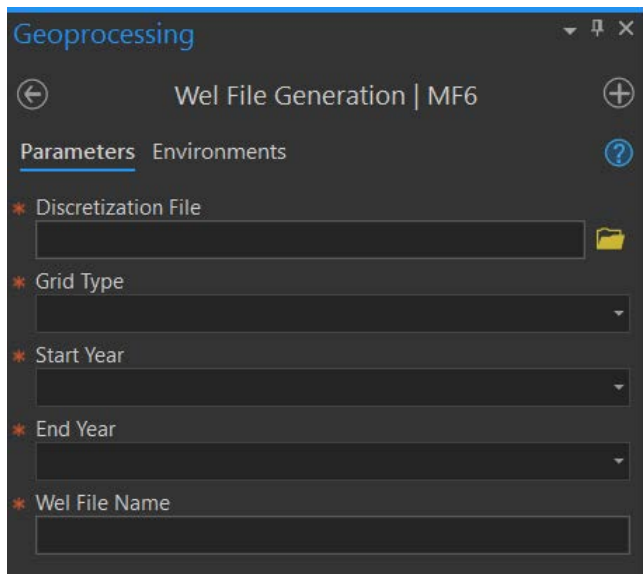 Geoprocessing
Wel File Generation | MF6
Parameters Environments
?
* Discretization File
* Grid Type
* Start Year
* End Year
* Wel File Name